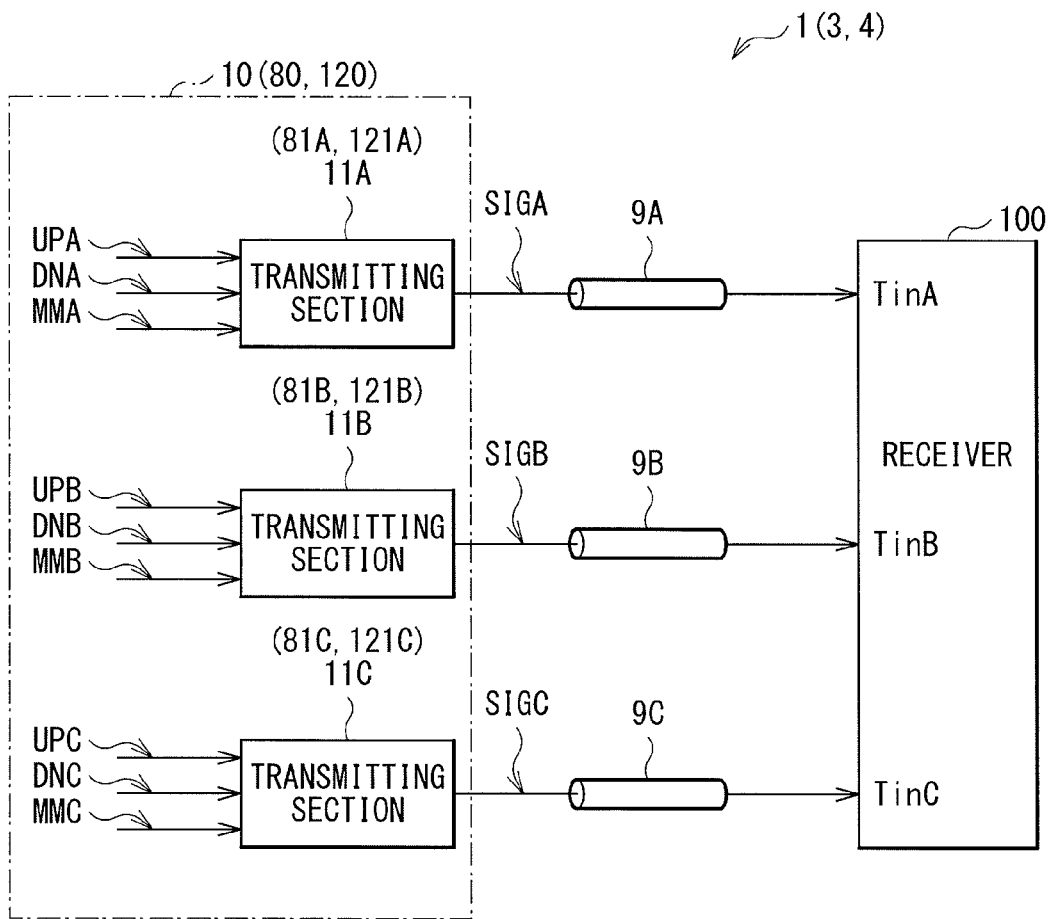 1(3, 4)
10(80, 120)
(81A, 121A)
11A
SIGA
9A
100
UPA
DNA
MMA
TRANSMITTING
SECTION
TinA
(81B, 121B)
11B
SIGB
9B
RECEIVER
UPB
DNB
MMB
TRANSMITTING
SECTION
TinB
(81C, 121C)
11C
SIGC
9C
UPC
DNC
MMC
TRANSMITTING
SECTION
TinC